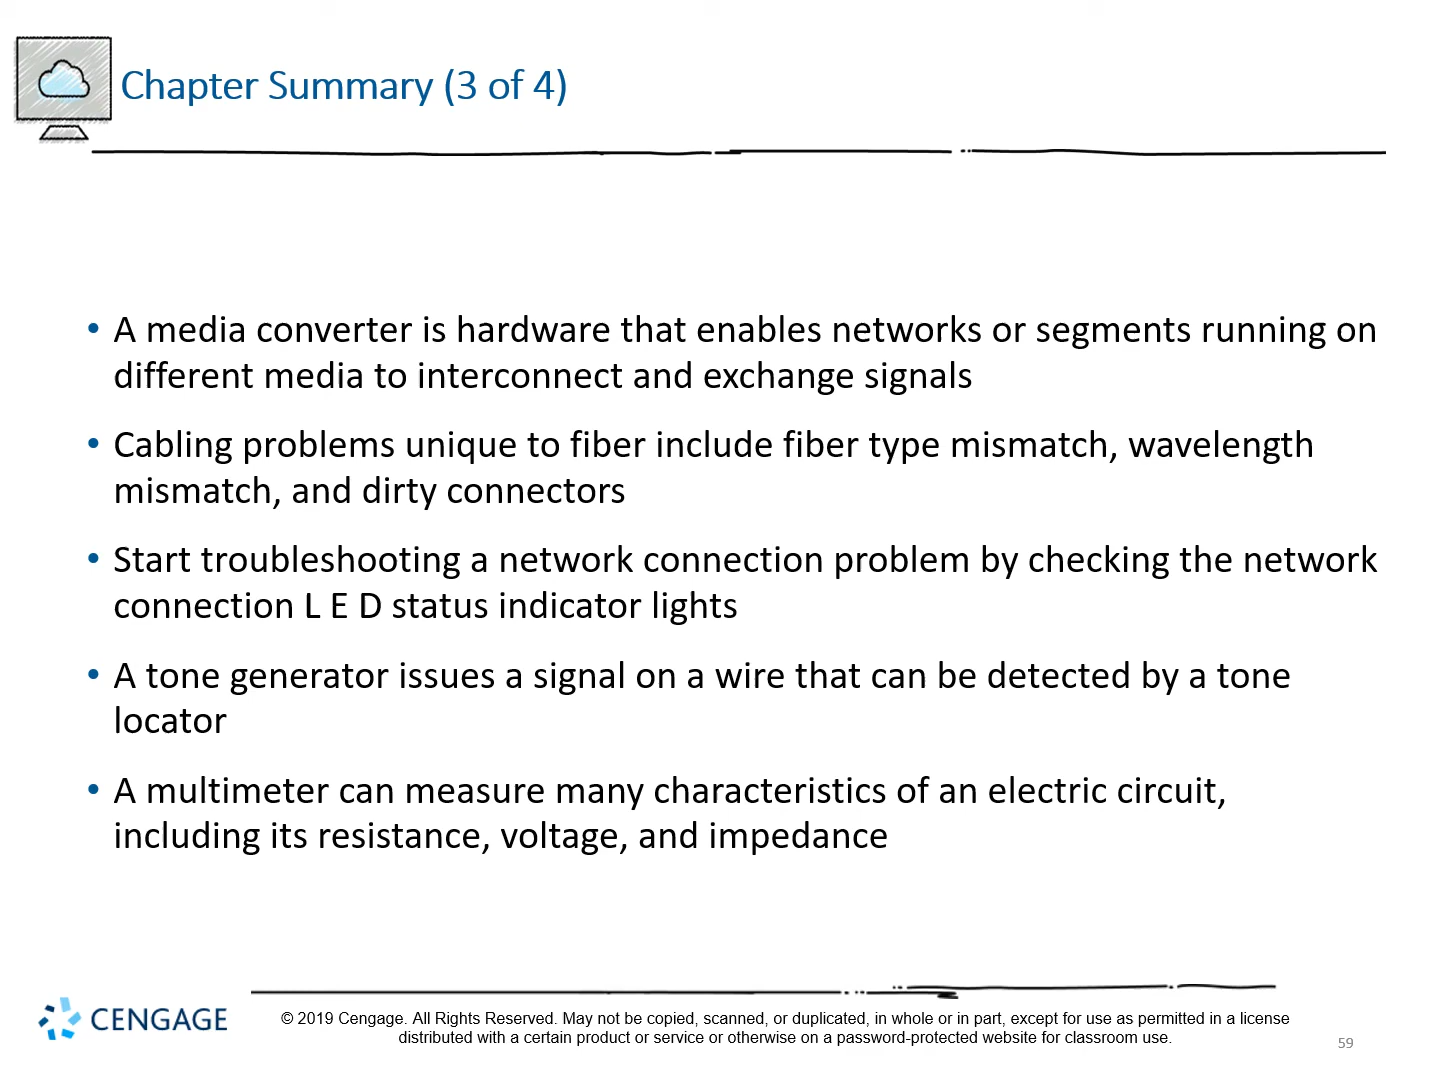 Chapter Summary (3 of 4)
• A media converter is hardware that enables networks or segments running on
different media to interconnect and exchange signals
• Cabling problems unique to fiber include fiber type mismatch, wavelength
mismatch, and dirty connectors
• Start troubleshooting a network connection problem by checking the network
connection L E D status indicator lights
• A tone generator issues a signal on a wire that can be detected by a tone
locator
• A multimeter can measure many characteristics of an electric circuit,
including its resistance, voltage, and impedance
CENGAGE
© 2019 Cengage. All Rights Reserved. May not be copied, scanned, or duplicated, in whole or in part, except for use as permitted in a license
distributed with a certain product or service or otherwise on a password-protected website for classroom use.
59